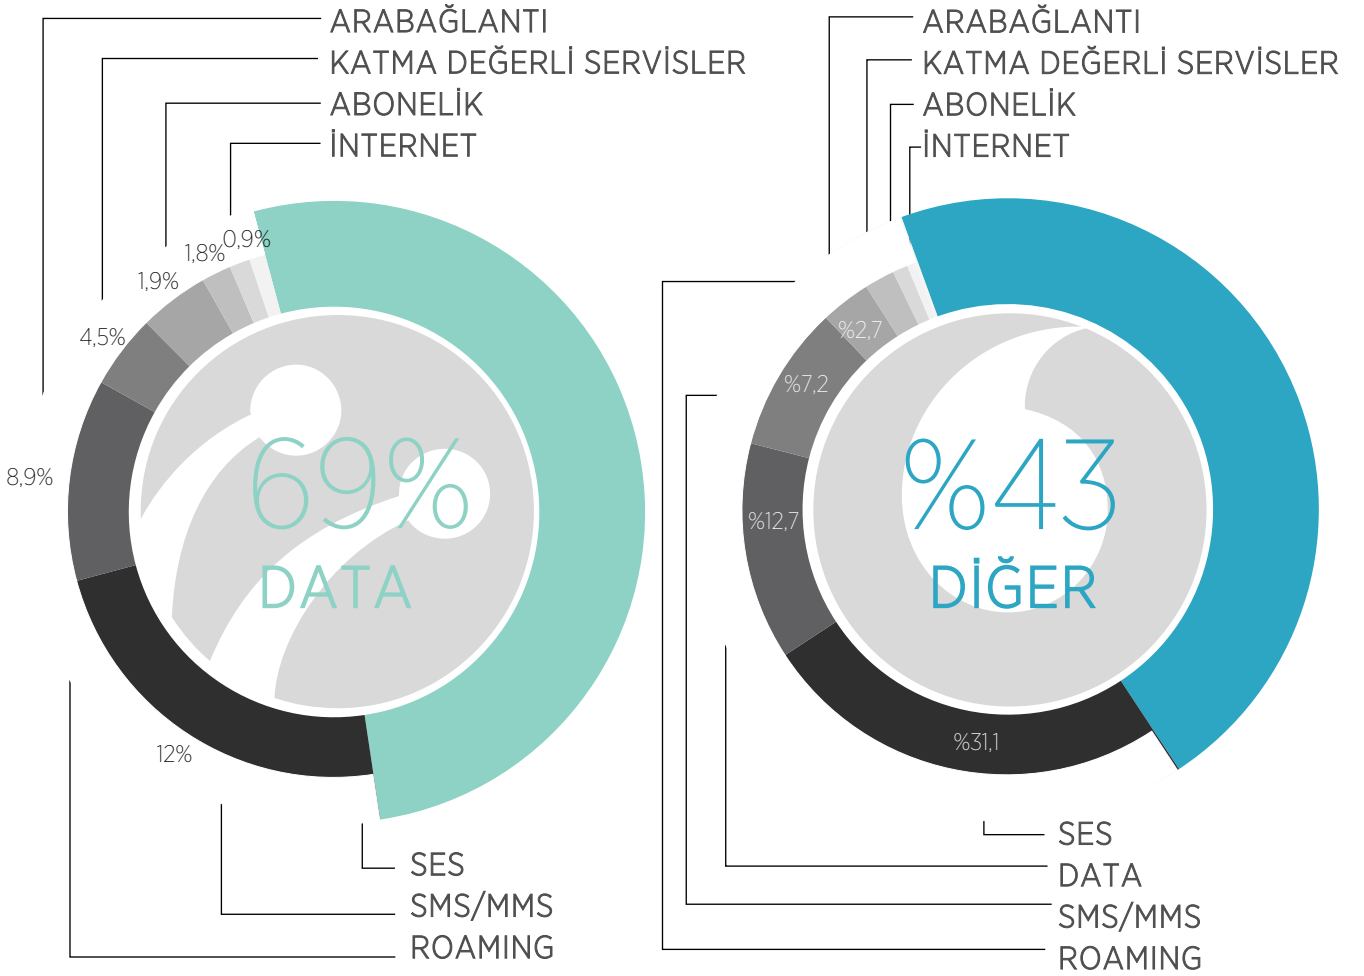 ARABAĞLANTI
KATMA DEĞERLİ SERVİSLER
ABONELİK
İNTERNET
0,9%
1,8%
1,9%
4,5%
8,9%
12%
69%
DATA
SES
SMS/MMS
ROAMING
ARABAĞLANTI
KATMA DEĞERLİ SERVİSLER
ABONELİK
İNTERNET
%2,7
%7,2
%12,7
%31,1
%43
DİĞER
SES
DATA
SMS/MMS
ROAMING